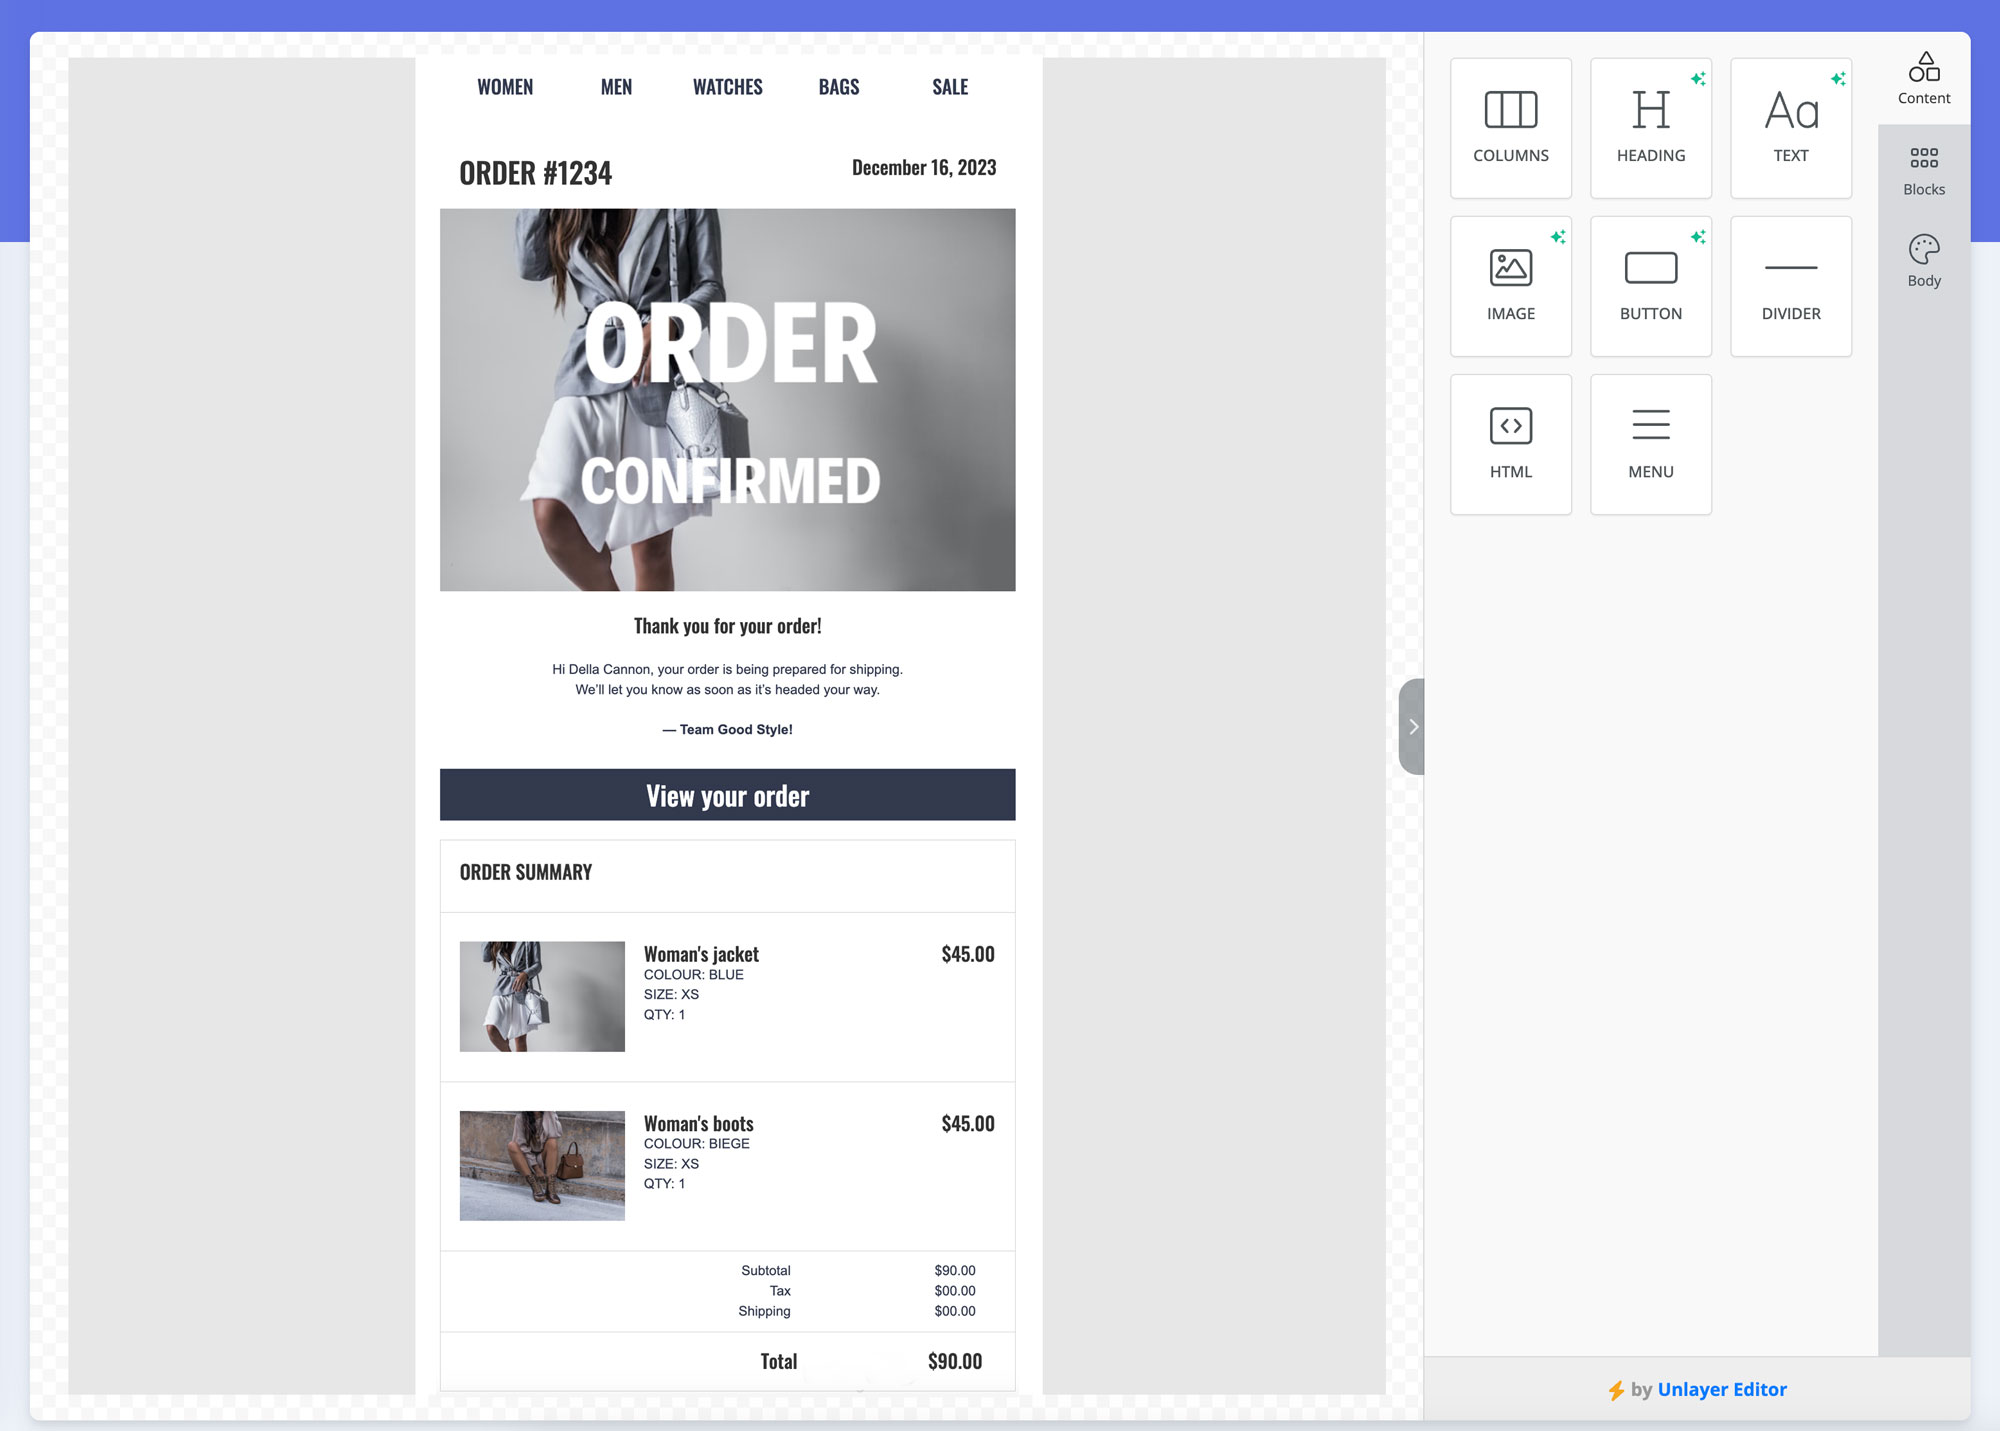 WOMEN MEN WATCHES BAGS SALE
ORDER #1234 December 16, 2023
ORDER
CONFIRMED
Thank you for your order!
Hi Della Cannon, your order is being prepared for shipping.
We'll let you know as soon as it's headed your way.
— Team Good Style!
View your order
ORDER SUMMARY
Woman's jacket $45.00
COLOUR: BLUE
SIZE: XS
QTY: 1
Woman's boots $45.00
COLOUR: BIEGE
SIZE: XS
QTY: 1
Subtotal $90.00
Tax $00.00
Shipping $00.00
Total $90.00
COLUMNS
H
HEADING
Aa
TEXT
IMAGE
BUTTON
DIVIDER
HTML
MENU
Content
Blocks
Body
by Unlayer Editor